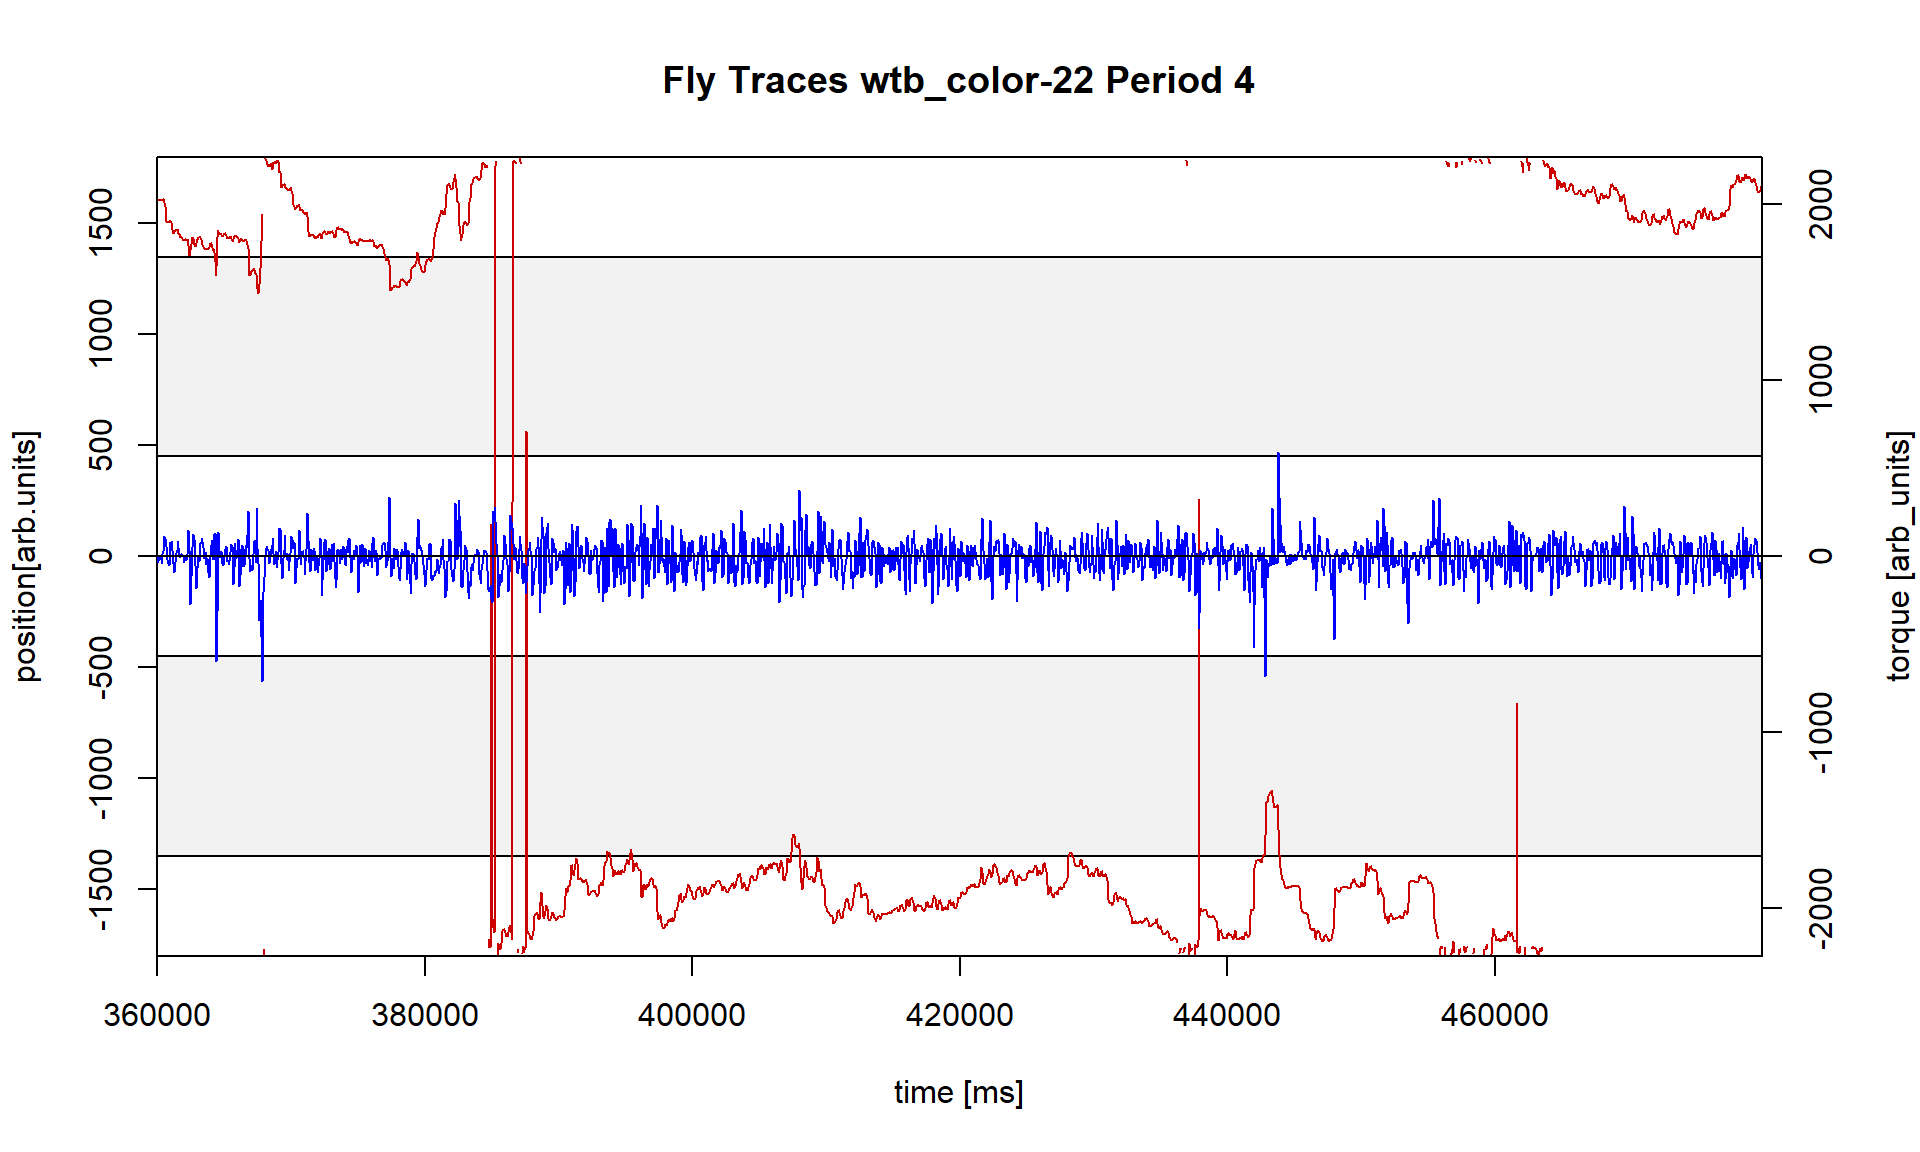 Fly Traces wtb_color-22 Period 4
position[arb.units]
1500
1000
500
0
-500
-1000
-1500
2000
1000
0
-1000
-2000
torque [arb_units]
360000 380000 400000 420000 440000 460000
time [ms]